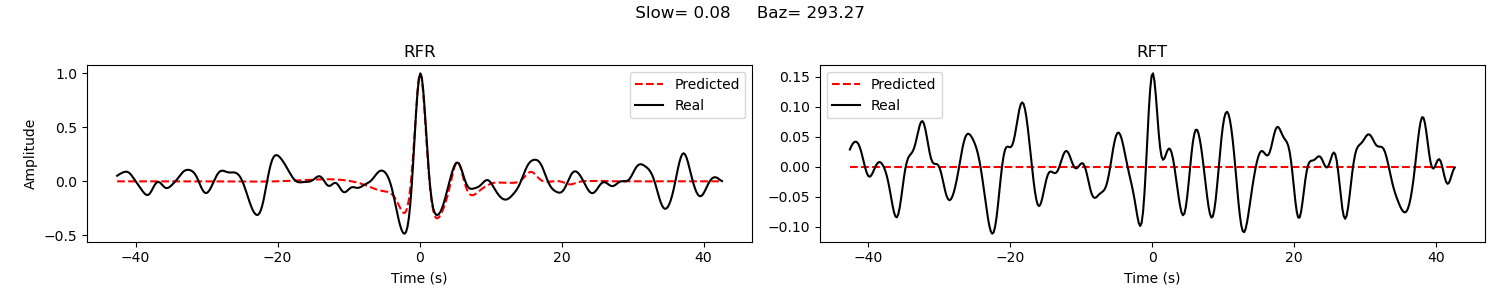 Slow= 0.08 Baz= 293.27
RFR
RFT
Amplitude
1.0
0.5
0.0
−0.5
−40
−20
0
20
40
Time (s)
Predicted
Real
0.15
0.10
0.05
0.00
−0.05
−0.10
−40
−20
0
20
40
Time (s)
Predicted
Real